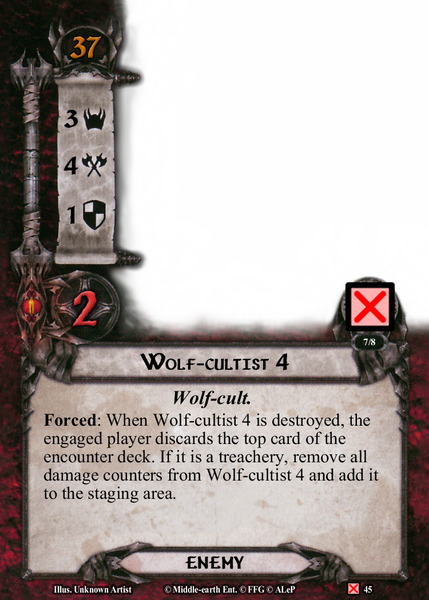 37
3
4
1
2
7/8
Wolf-cultist 4
Wolf-cult.
Forced: When Wolf-cultist 4 is destroyed, the
engaged player discards the top card of the
encounter deck. If it is a treachery, remove all
damage counters from Wolf-cultist 4 and add it
to the staging area.
ENEMY
Illus. Unknown Artist © Middle-earth Ent. © FFG © ALeP 45